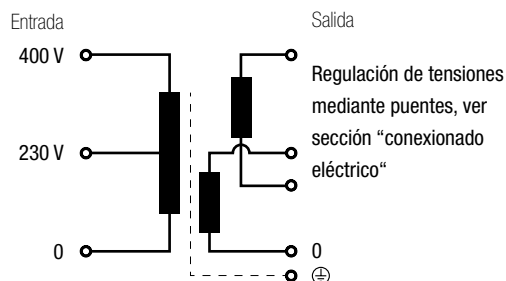 Entrada
Salida
400 V
230 V
0
Regulación de tensiones
mediante puentes, ver
sección “conexionado
eléctrico“
0